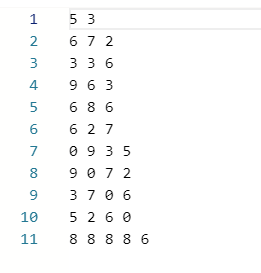 1 5 3
2 6 7 2
3 3 3 6
4 9 6 3
5 6 8 6
6 6 2 7
7 0 9 3 5
8 9 0 7 2
9 3 7 0 6
10 5 2 6 0
11 8 8 8 8 6